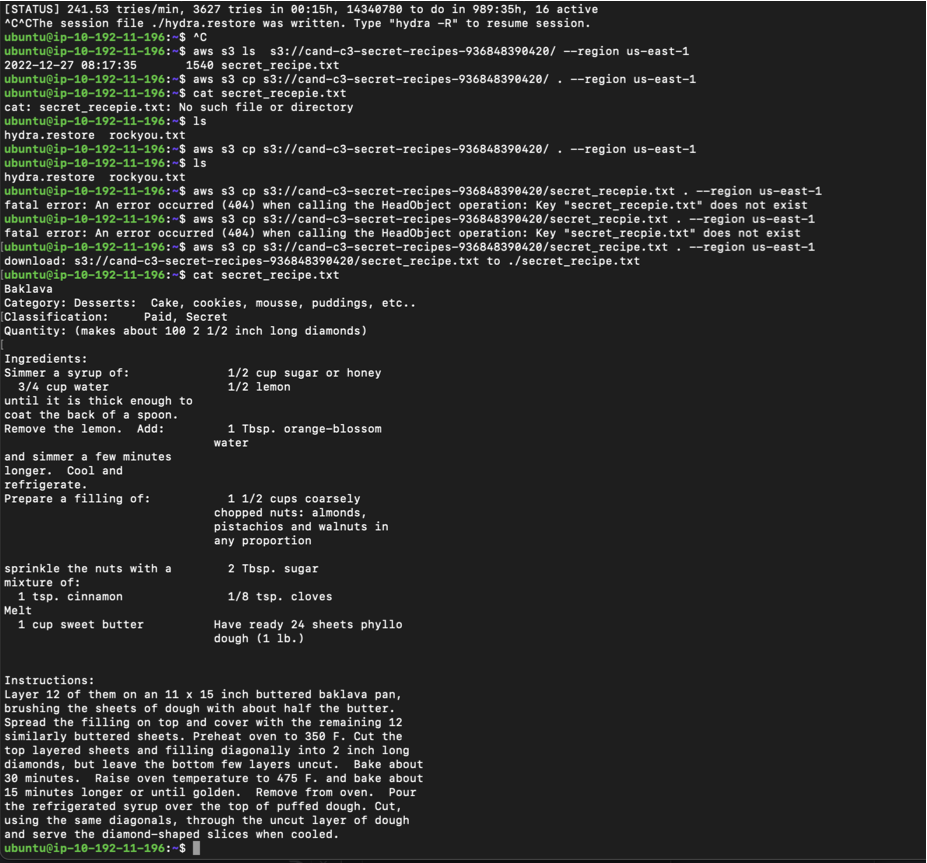 [STATUS] 241.53 tries/min, 3627 tries in 00:15h, 14340780 to do in 989:35h, 16 active
^C^CThe session file ./hydra.restore was written. Type "hydra -R" to resume session.
ubuntu@ip-10-192-11-196:~$ ^C
ubuntu@ip-10-192-11-196:~$ aws s3 ls  s3://cand-c3-secret-recipes-936848390420/ --region us-east-1
2022-12-27 08:17:35       1540 secret_recipe.txt
ubuntu@ip-10-192-11-196:~$ aws s3 cp s3://cand-c3-secret-recipes-936848390420/ . --region us-east-1
ubuntu@ip-10-192-11-196:~$ cat secret_recepie.txt
cat: secret_recepie.txt: No such file or directory
ubuntu@ip-10-192-11-196:~$ ls
hydra.restore  rockyou.txt
ubuntu@ip-10-192-11-196:~$ aws s3 cp s3://cand-c3-secret-recipes-936848390420/ . --region us-east-1
ubuntu@ip-10-192-11-196:~$ ls
hydra.restore  rockyou.txt
ubuntu@ip-10-192-11-196:~$ aws s3 cp s3://cand-c3-secret-recipes-936848390420/secret_recepie.txt . --region us-east-1
fatal error: An error occurred (404) when calling the HeadObject operation: Key "secret_recepie.txt" does not exist
ubuntu@ip-10-192-11-196:~$ aws s3 cp s3://cand-c3-secret-recipes-936848390420/secret_recpie.txt . --region us-east-1
fatal error: An error occurred (404) when calling the HeadObject operation: Key "secret_recpie.txt" does not exist
[ubuntu@ip-10-192-11-196:~$ aws s3 cp s3://cand-c3-secret-recipes-936848390420/secret_recipe.txt . --region us-east-1
download: s3://cand-c3-secret-recipes-936848390420/secret_recipe.txt to ./secret_recipe.txt
[ubuntu@ip-10-192-11-196:~$ cat secret_recipe.txt
Baklava
Category: Desserts:  Cake, cookies, mousse, puddings, etc..
[Classification:     Paid, Secret
Quantity: (makes about 100 2 1/2 inch long diamonds)
[
Ingredients:
Simmer a syrup of:              1/2 cup sugar or honey
  3/4 cup water                 1/2 lemon
until it is thick enough to
coat the back of a spoon.
Remove the lemon.  Add:         1 Tbsp. orange-blossom
                              water
and simmer a few minutes
longer.  Cool and
refrigerate.
Prepare a filling of:           1 1/2 cups coarsely
                              chopped nuts: almonds,
                              pistachios and walnuts in
                              any proportion
sprinkle the nuts with a        2 Tbsp. sugar
mixture of:
  1 tsp. cinnamon               1/8 tsp. cloves
Melt
  1 cup sweet butter          Have ready 24 sheets phyllo
                              dough (1 lb.)
Instructions:
Layer 12 of them on an 11 x 15 inch buttered baklava pan,
brushing the sheets of dough with about half the butter.
Spread the filling on top and cover with the remaining 12
similarly buttered sheets. Preheat oven to 350 F. Cut the
top layered sheets and filling diagonally into 2 inch long
diamonds, but leave the bottom few layers uncut.  Bake about
30 minutes.  Raise oven temperature to 475 F. and bake about
15 minutes longer or until golden.  Remove from oven.  Pour
the refrigerated syrup over the top of puffed dough. Cut,
using the same diagonals, through the uncut layer of dough
and serve the diamond-shaped slices when cooled.
ubuntu@ip-10-192-11-196:~$